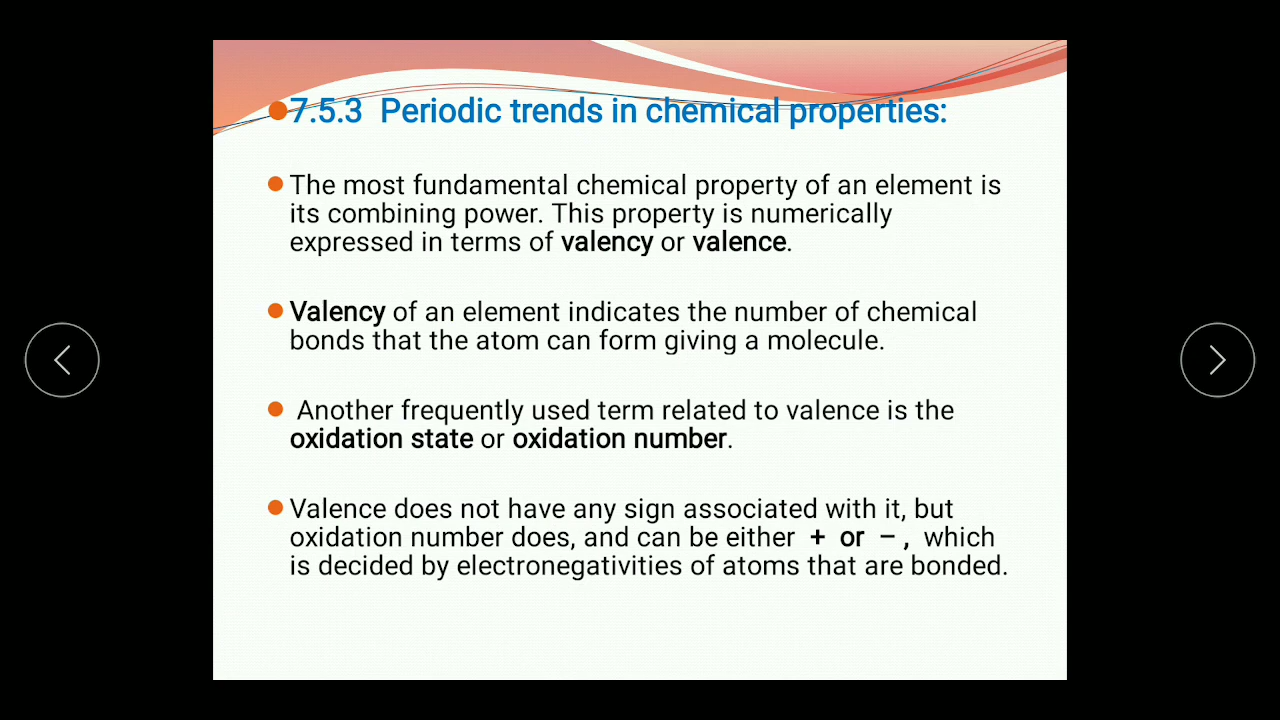 7.5.3 Periodic trends in chemical properties:
The most fundamental chemical property of an element is
its combining power. This property is numerically
expressed in terms of valency or valence.
Valency of an element indicates the number of chemical
bonds that the atom can form giving a molecule.
Another frequently used term related to valence is the
oxidation state or oxidation number.
Valence does not have any sign associated with it, but
oxidation number does, and can be either + or – , which
is decided by electronegativities of atoms that are bonded.